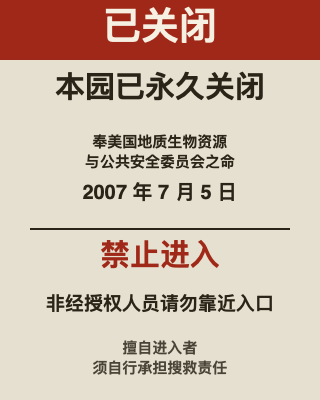 已关闭
本园已永久关闭
奉美国地质生物资源
与公共安全委员会之命
2007 年 7 月 5 日
禁止进入
非经授权人员请勿靠近入口
擅自进入者
须自行承担搜救责任